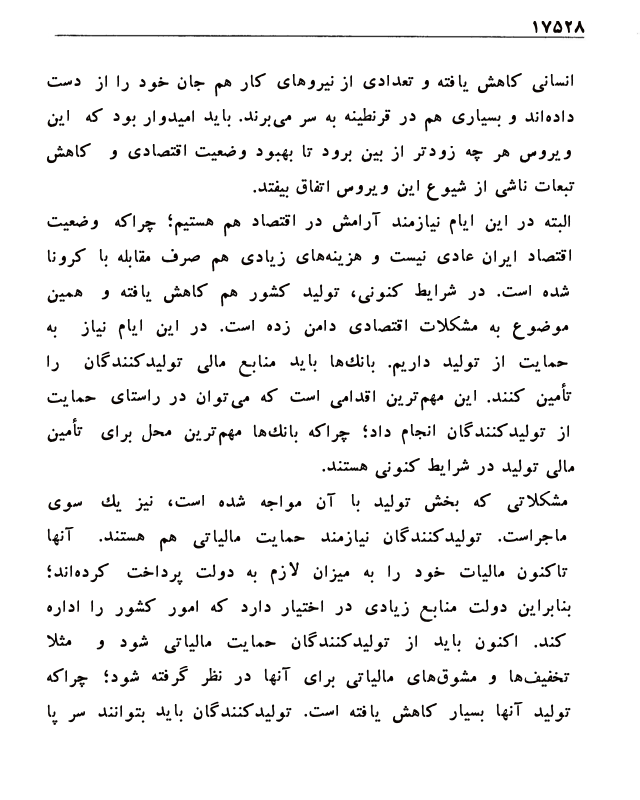 ۱۷۵۲۸
انسانی کاهش یافته و تعدادی از نیروهای کار هم جان خود را از دست
داده‌اند و بسیاری هم در قرنطینه به سر می‌برند. باید امیدوار بود که این
ویروس هر چه زودتر از بین برود تا بهبود وضعیت اقتصادی و کاهش
تبعات ناشی از شیوع این ویروس اتفاق بیفتد.
البته در این ایام نیازمند آرامش در اقتصاد هم هستیم؛ چراکه وضعیت
اقتصاد ایران عادی نیست و هزینه‌های زیادی هم صرف مقابله با کرونا
شده است. در شرایط کنونی، تولید کشور هم کاهش یافته و همین
موضوع به مشکلات اقتصادی دامن زده است. در این ایام نیاز به
حمایت از تولید داریم. بانك‌ها باید منابع مالی تولیدکنندگان را
تأمین کنند. این مهم‌ترین اقدامی است که می‌توان در راستای حمایت
از تولیدکنندگان انجام داد؛ چراکه بانك‌ها مهم‌ترین محل برای تأمین
مالی تولید در شرایط کنونی هستند.
مشکلاتی که بخش تولید با آن مواجه شده است، نیز یك سوی
ماجراست. تولیدکنندگان نیازمند حمایت مالیاتی هم هستند. آنها
تاکنون مالیات خود را به میزان لازم به دولت پرداخت کرده‌اند؛
بنابراین دولت منابع زیادی در اختیار دارد که امور کشور را اداره
کند. اکنون باید از تولیدکنندگان حمایت مالیاتی شود و مثلا
تخفیف‌ها و مشوق‌های مالیاتی برای آنها در نظر گرفته شود؛ چراکه
تولید آنها بسیار کاهش یافته است. تولیدکنندگان باید بتوانند سر پا